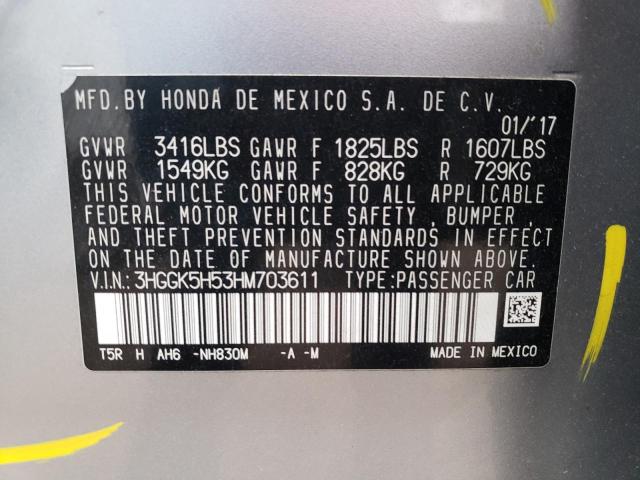 MFD. BY HONDA DE MEXICO S.A. DE C.V.
01/'17
GVWR 3416LBS GAWR F 1825LBS R 1607LBS
GVWR 1549KG GAWR F 828KG R 729KG
THIS VEHICLE CONFORMS TO ALL APPLICABLE
FEDERAL MOTOR VEHICLE SAFETY, BUMPER,
AND THEFT PREVENTION STANDARDS IN EFFECT
ON THE DATE OF MANUFACTURE SHOWN ABOVE.
V.I.N.: 3HGGK5H53HM703611 TYPE: PASSENGER CAR
T5R H AH6 -NH830M -A -M MADE IN MEXICO